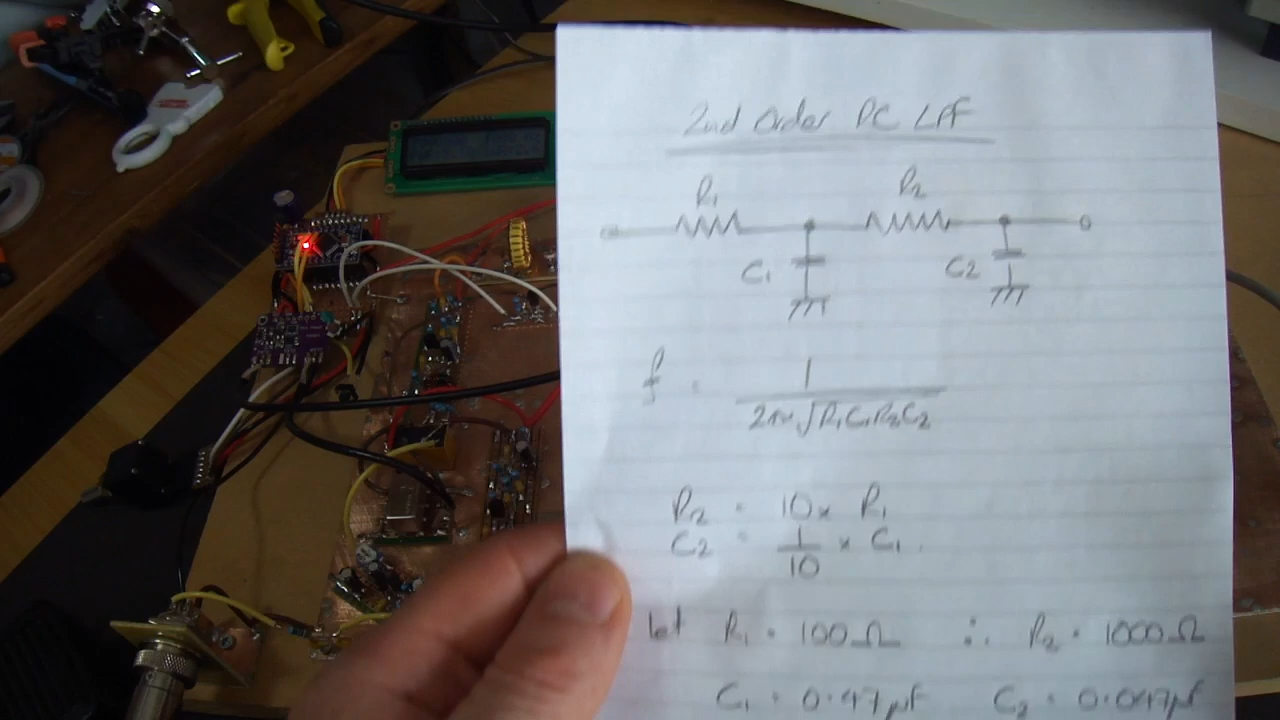 2nd Order RC LPF
R1 R2
C1 C2
f = 1
2π√R1C1R2C2
R2 = 10 x R1
C2 = 1/10 x C1.
let R1 = 100Ω ∴ R2 = 1000Ω
C1 = 0.47µF C2 = 0.047µF